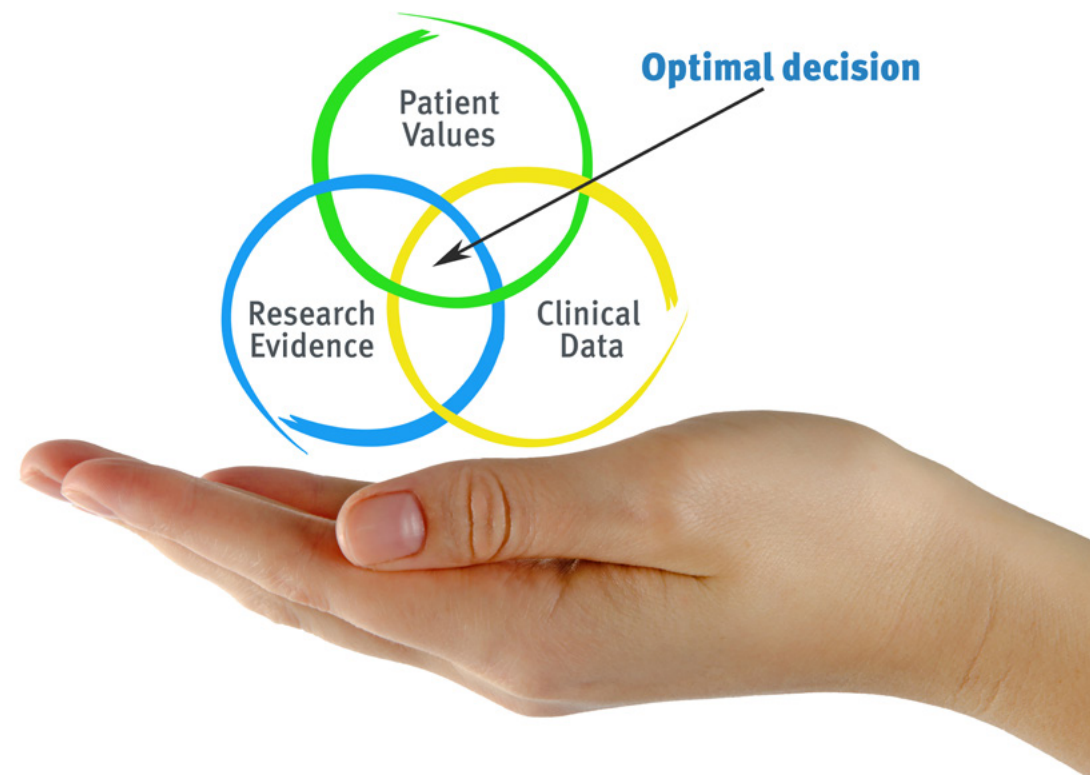 Optimal decision
Patient
Values
Research
Evidence
Clinical
Data